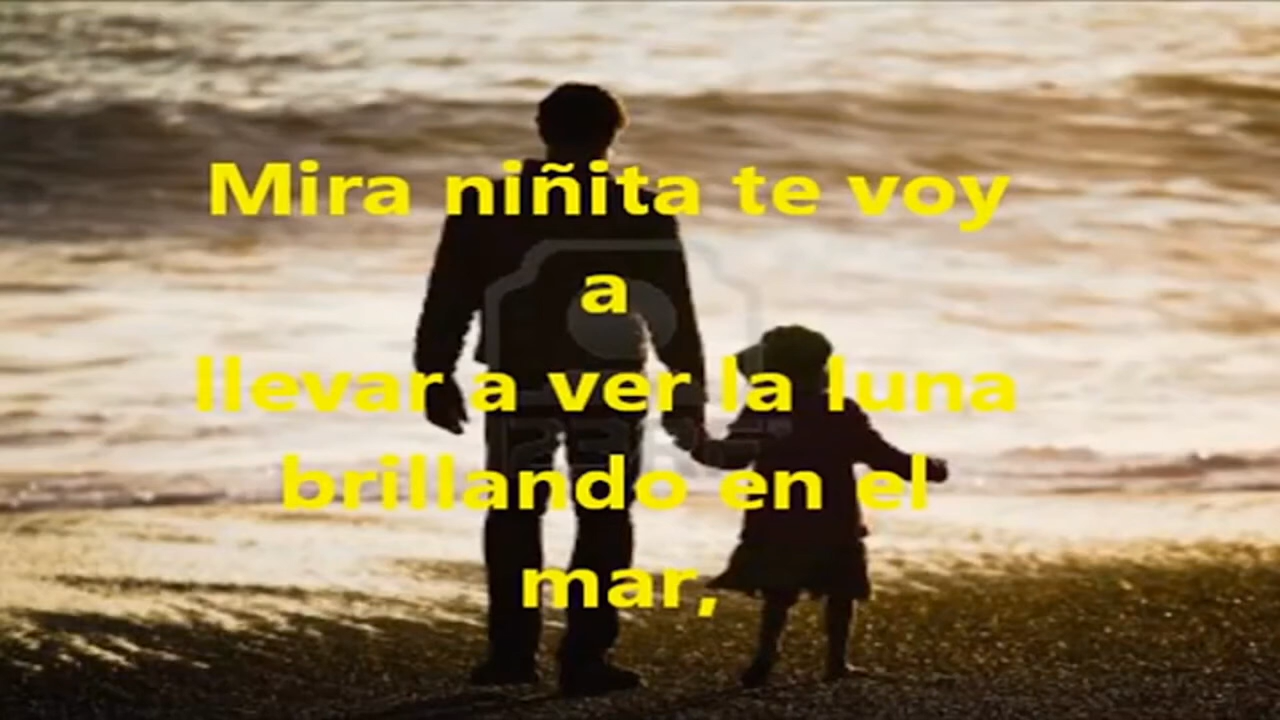 Mira niñita te voy
a
llevar a ver la luna
brillando en el
mar,